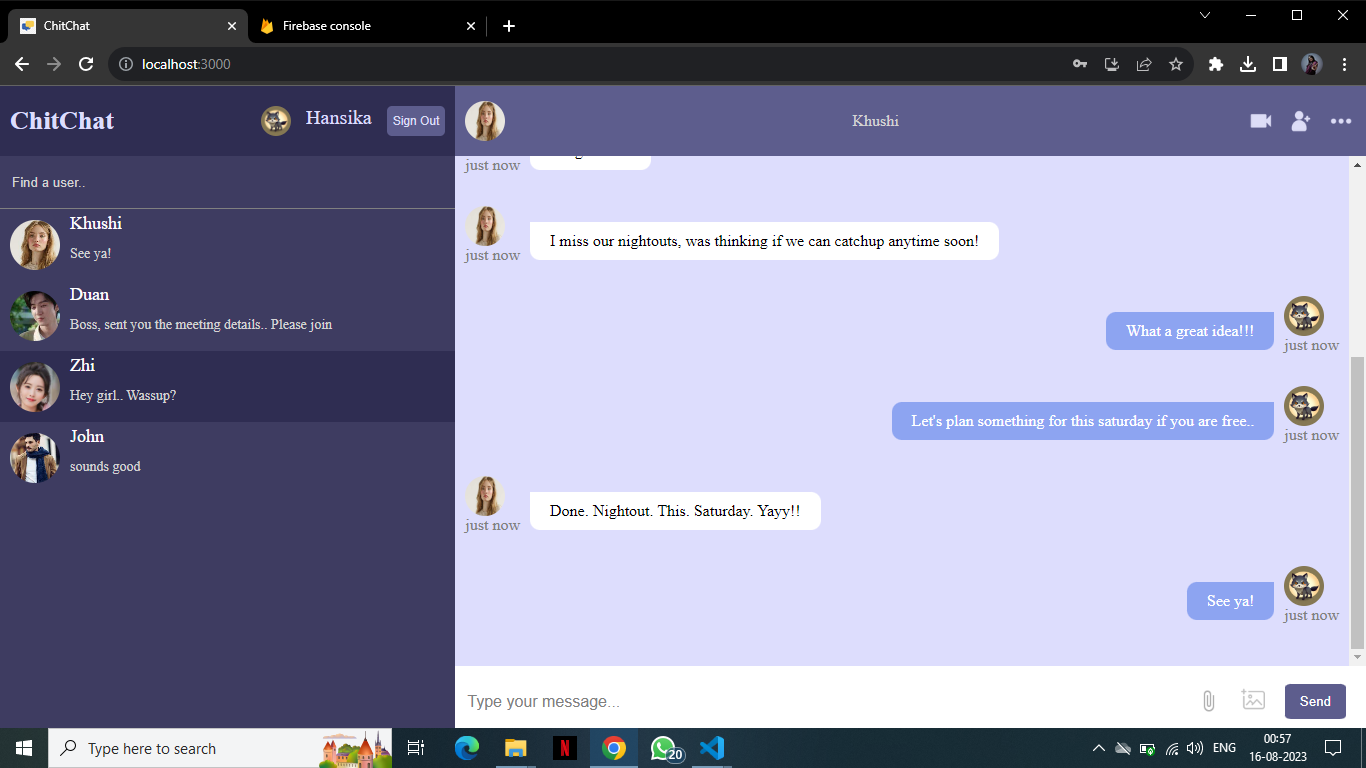 ChitChat
Firebase console
localhost:3000
ChitChat
Hansika
Sign Out
Find a user..
Khushi
See ya!
Duan
Boss, sent you the meeting details.. Please join
Zhi
Hey girl.. Wassup?
John
sounds good
Khushi
just now
just now
I miss our nightouts, was thinking if we can catchup anytime soon!
What a great idea!!!
just now
Let's plan something for this saturday if you are free..
just now
Done. Nightout. This. Saturday. Yayy!!
just now
See ya!
just now
Type your message...
Send
Type here to search
N
20
ENG
00:57
16-08-2023